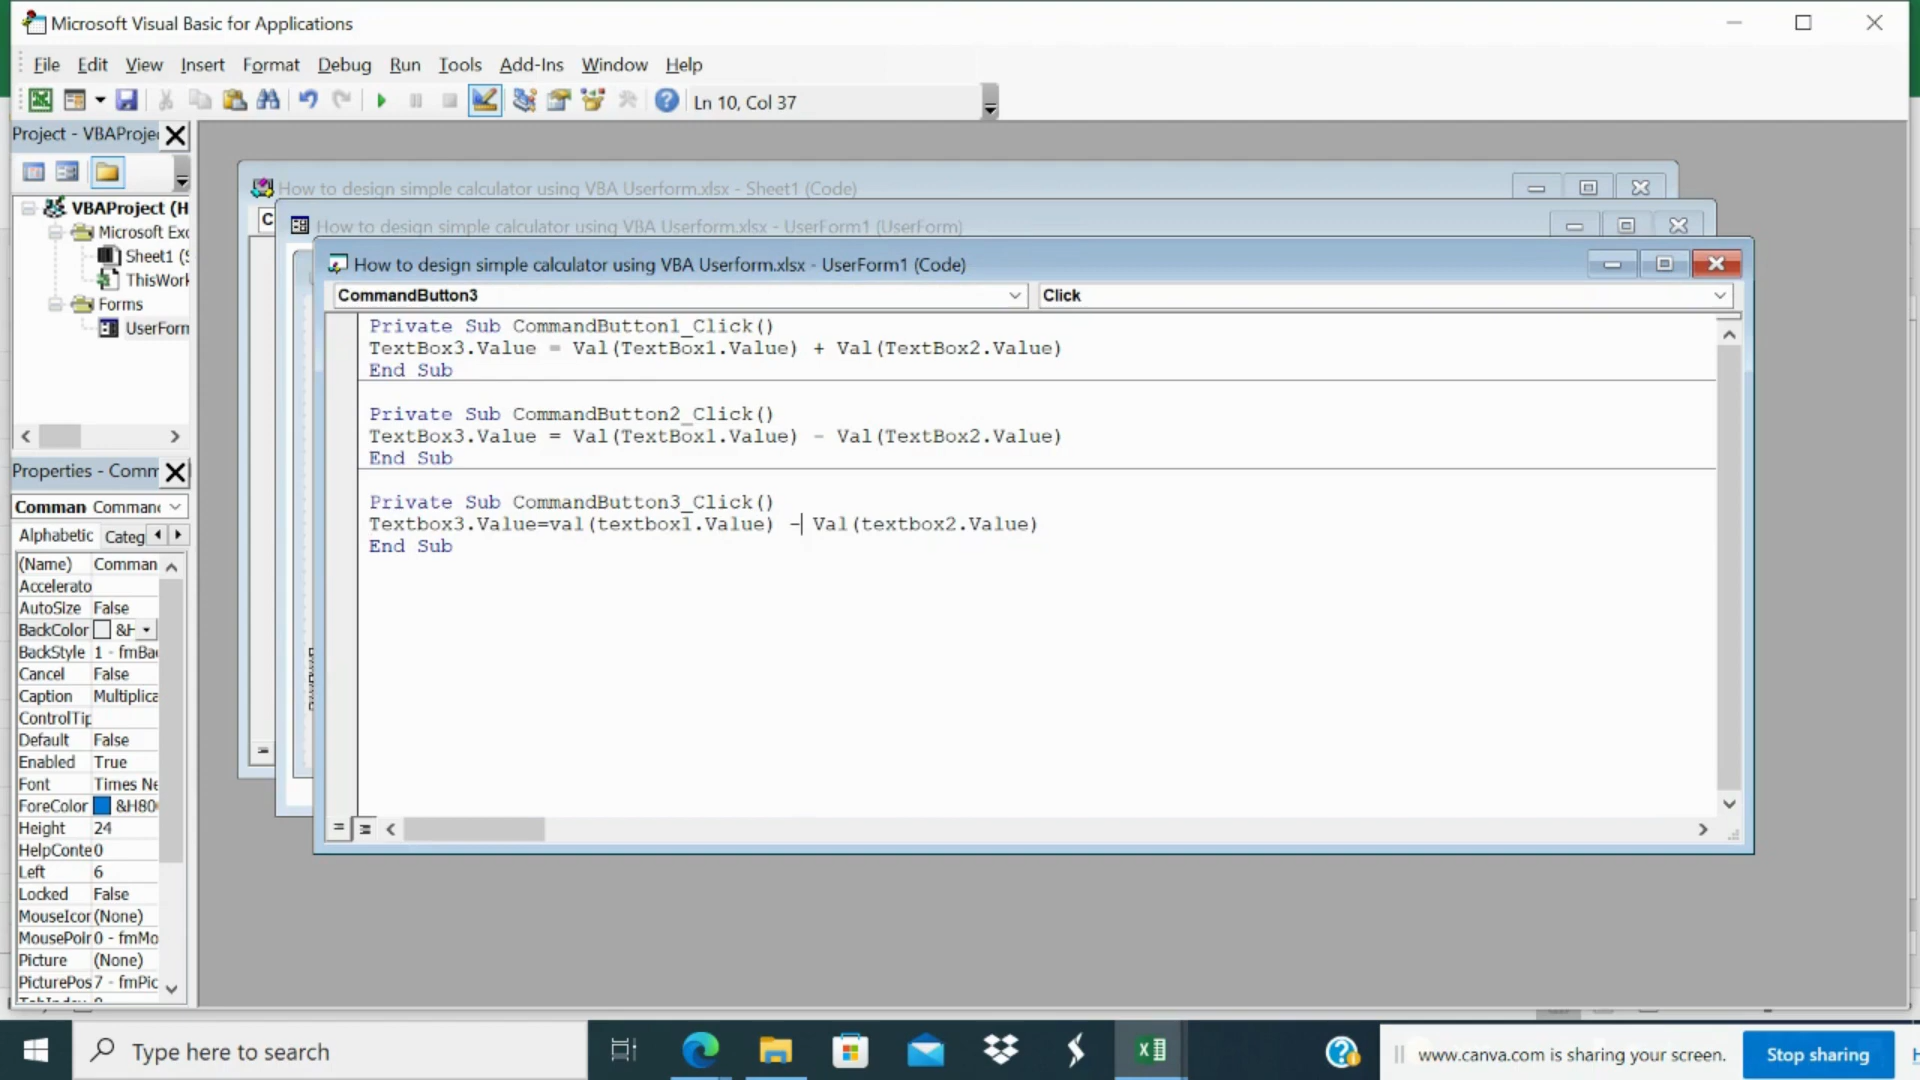 Microsoft Visual Basic for Applications
File Edit View Insert Format Debug Run Tools Add-Ins Window Help
Ln 10, Col 37
Project - VBAProje
VBAProject (H
Microsoft Exc
Sheet1 (S
ThisWork
Forms
UserForm
How to design simple calculator using VBA Userform.xlsx - Sheet1 (Code)
How to design simple calculator using VBA Userform.xlsx - UserForm1 (UserForm)
How to design simple calculator using VBA Userform.xlsx - UserForm1 (Code)
CommandButton3 Click
Private Sub CommandButton1_Click()
TextBox3.Value = Val(TextBox1.Value) + Val(TextBox2.Value)
End Sub
Private Sub CommandButton2_Click()
TextBox3.Value = Val(TextBox1.Value) - Val(TextBox2.Value)
End Sub
Private Sub CommandButton3_Click()
Textbox3.Value=val(textbox1.Value) - Val(textbox2.Value)
End Sub
Properties - Comm
Comman Command
Alphabetic Categ
(Name) Comman
Accelerato
AutoSize False
BackColor &H
BackStyle 1 - fmBa
Cancel False
Caption Multiplica
ControlTip
Default False
Enabled True
Font Times Ne
ForeColor &H80
Height 24
HelpConte 0
Left 6
Locked False
MouseIcor (None)
MousePoir 0 - fmMo
Picture (None)
PicturePos 7 - fmPic
Type here to search
www.canva.com is sharing your screen.
Stop sharing